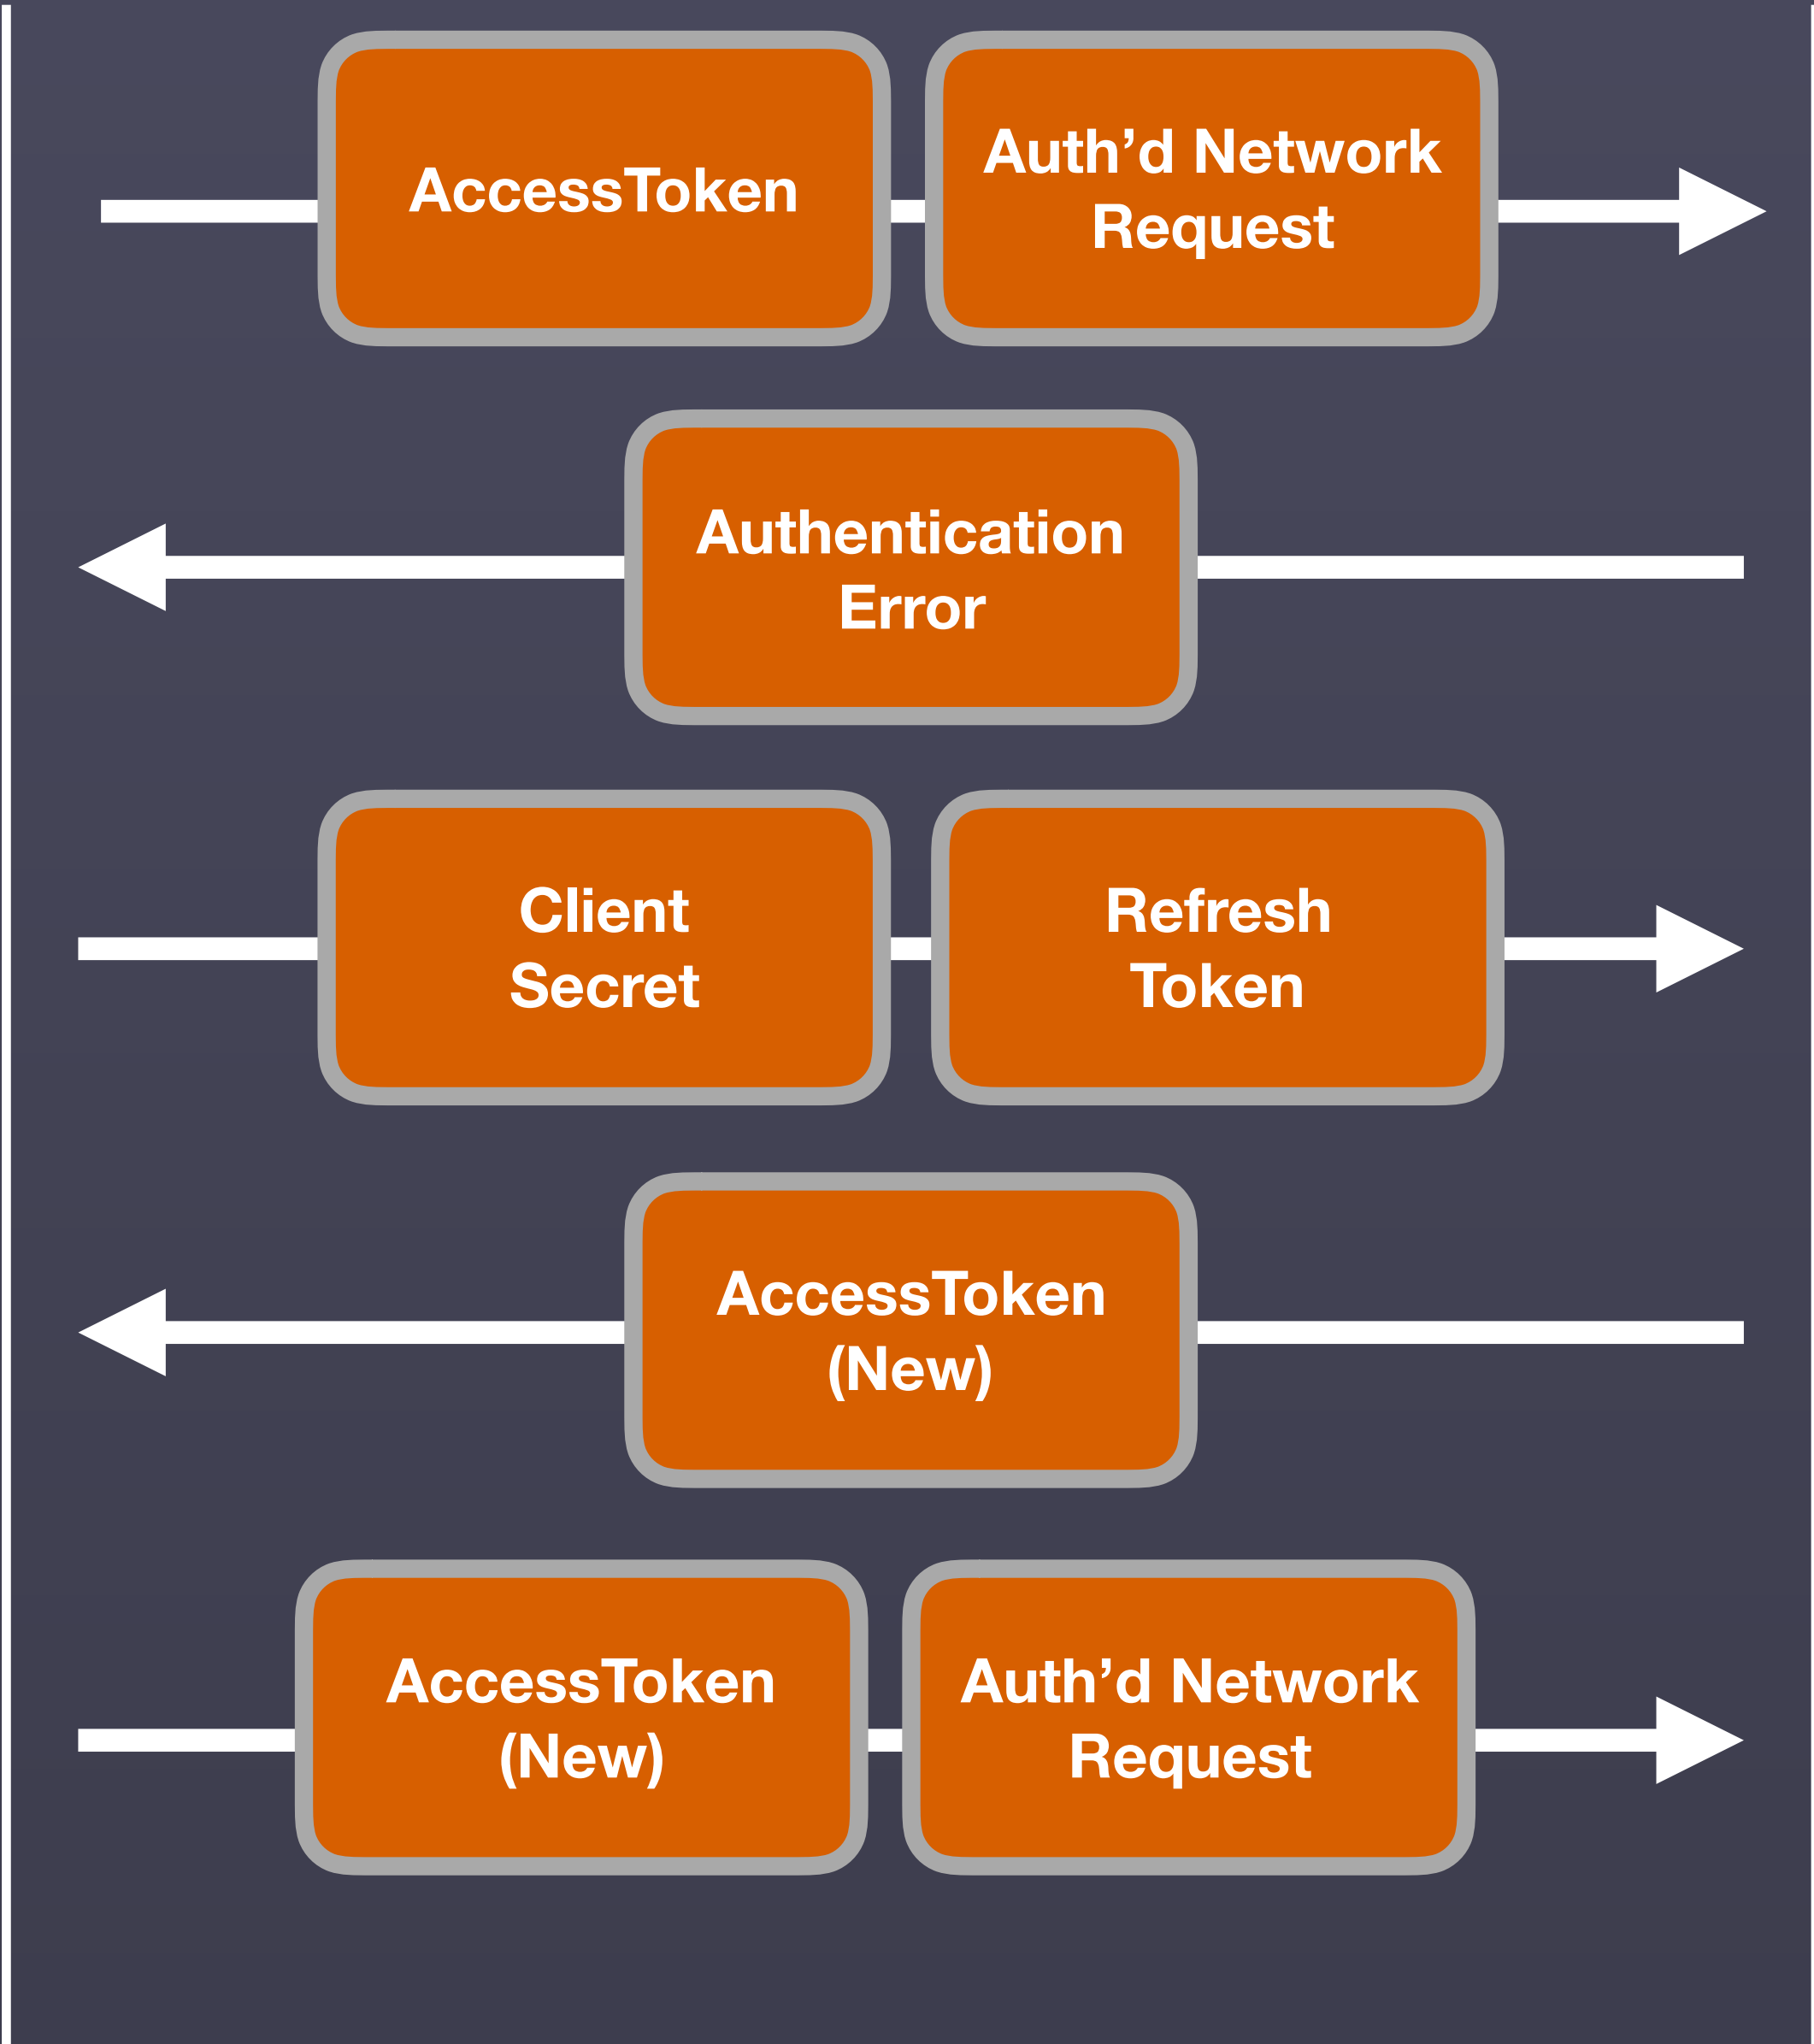 AccessToken
Auth’d Network
Request
Authentication
Error
Client
Secret
Refresh
Token
AccessToken
(New)
AccessToken
(New)
Auth’d Network
Request